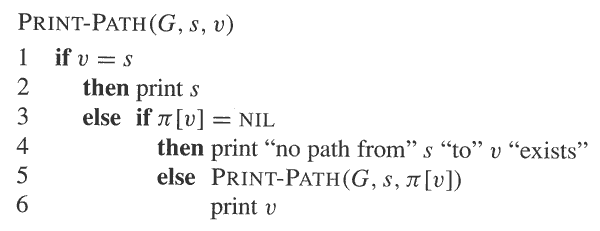 PRINT-PATH(G, s, v)
1 if v = s
2 then print s
3 else if π[v] = NIL
4 then print “no path from” s “to” v “exists”
5 else PRINT-PATH(G, s, π[v])
6 print v